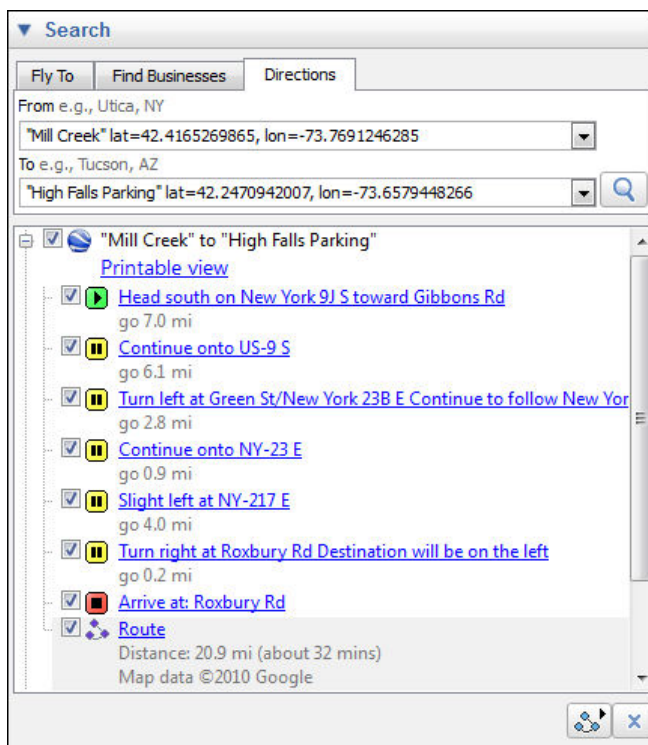 Search
Fly To Find Businesses Directions
From e.g., Utica, NY
"Mill Creek" lat=42.4165269865, lon=-73.7691246285
To e.g., Tucson, AZ
"High Falls Parking" lat=42.2470942007, lon=-73.6579448266
"Mill Creek" to "High Falls Parking"
Printable view
Head south on New York 9J S toward Gibbons Rd
go 7.0 mi
Continue onto US-9 S
go 6.1 mi
Turn left at Green St/New York 23B E Continue to follow New Yor
go 2.8 mi
Continue onto NY-23 E
go 0.9 mi
Slight left at NY-217 E
go 4.0 mi
Turn right at Roxbury Rd Destination will be on the left
go 0.2 mi
Arrive at: Roxbury Rd
Route
Distance: 20.9 mi (about 32 mins)
Map data ©2010 Google